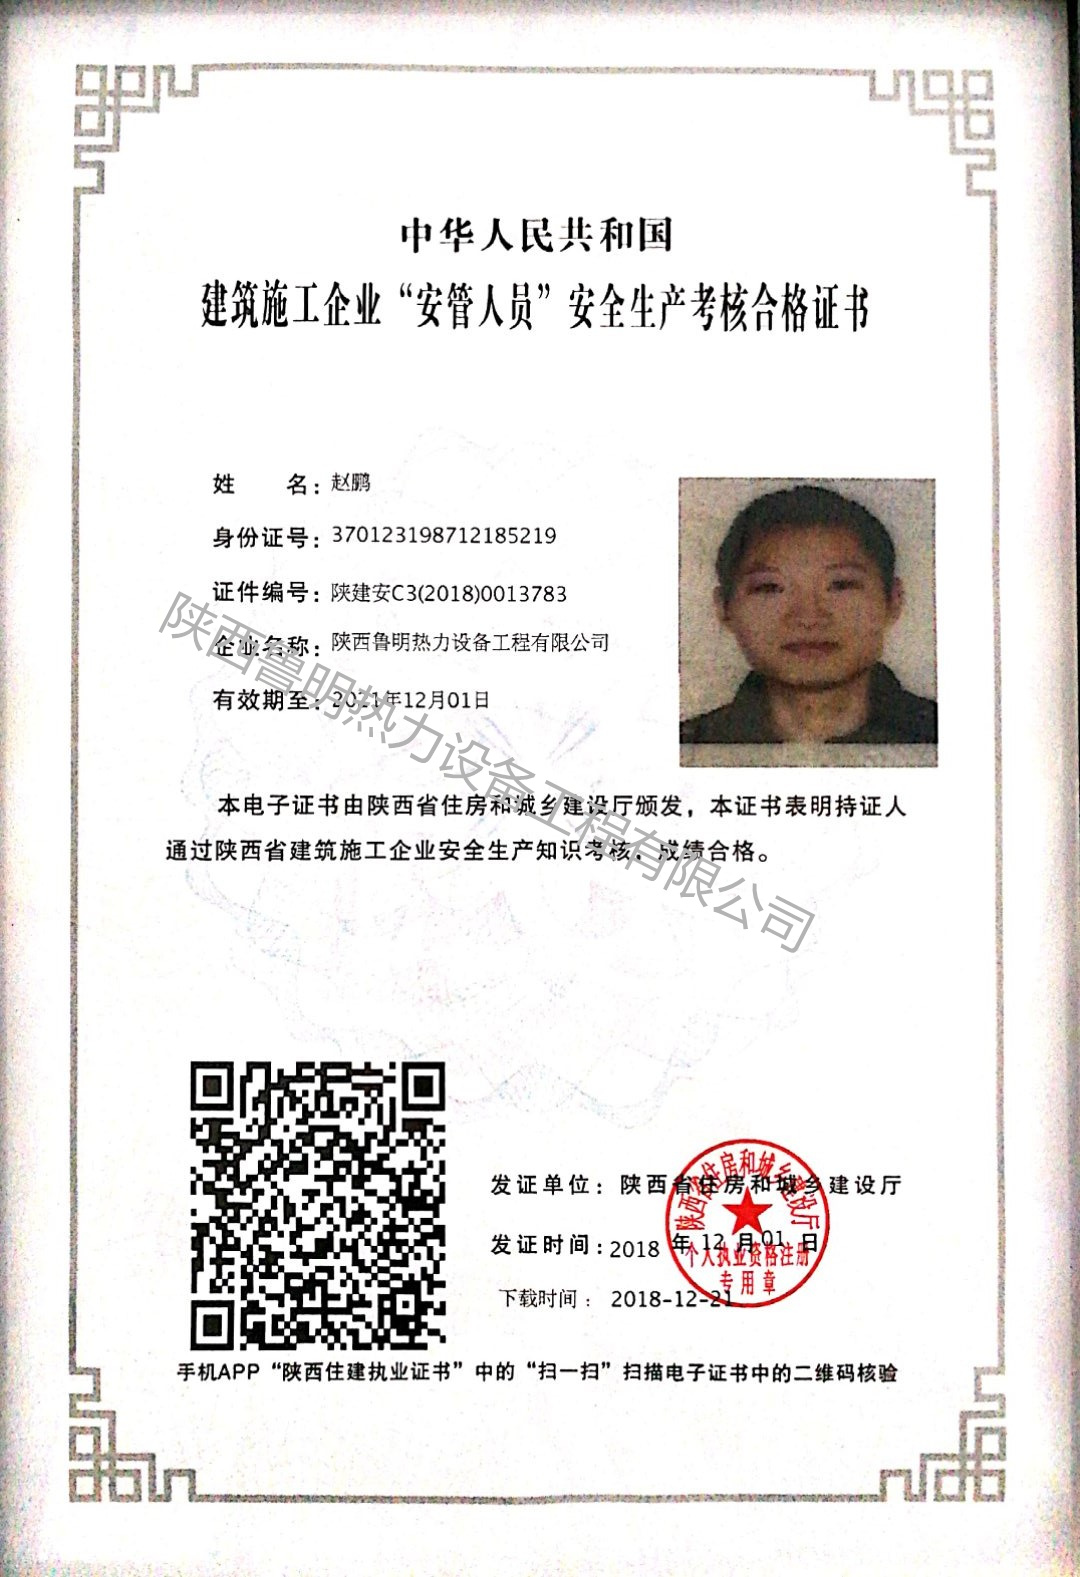 中华人民共和国
建筑施工企业“安管人员”安全生产考核合格证书
姓 名：赵鹏
身份证号：370123198712185219
证件编号：陕建安C3(2018)0013783
企业名称：陕西鲁明热力设备工程有限公司
有效期至：2021年12月01日
陕西鲁明热力设备工程有限公司
本电子证书由陕西省住房和城乡建设厅颁发，本证书表明持证人
通过陕西省建筑施工企业安全生产知识考核，成绩合格。
发证单位：陕西省住房和城乡建设厅
发证时间：2018 年 12 月 01 日
下载时间： 2018-12-21
陕西省住房和城乡建设厅
个人执业资格注册
专用章
手机APP“陕西住建执业证书”中的“扫一扫”扫描电子证书中的二维码核验